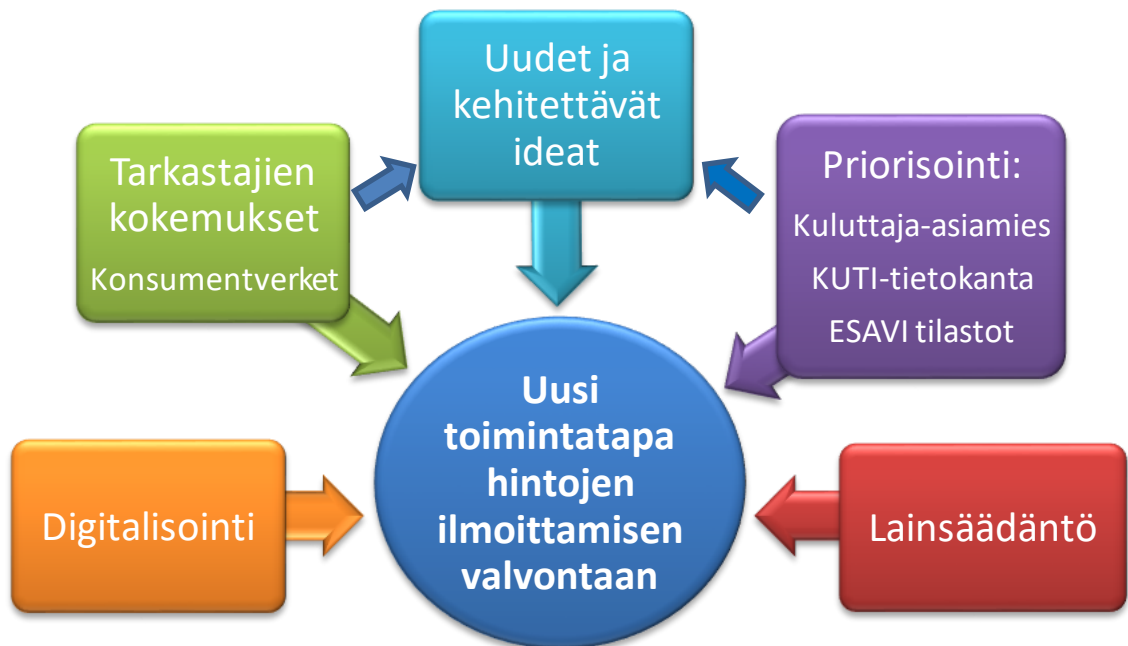 Uudet ja
kehitettävät
ideat
Tarkastajien
kokemukset
Konsumentverket
Priorisointi:
Kuluttaja-asiamies
KUTI-tietokanta
ESAVI tilastot
Uusi
toimintatapa
hintojen
ilmoittamisen
valvontaan
Digitalisointi
Lainsäädäntö